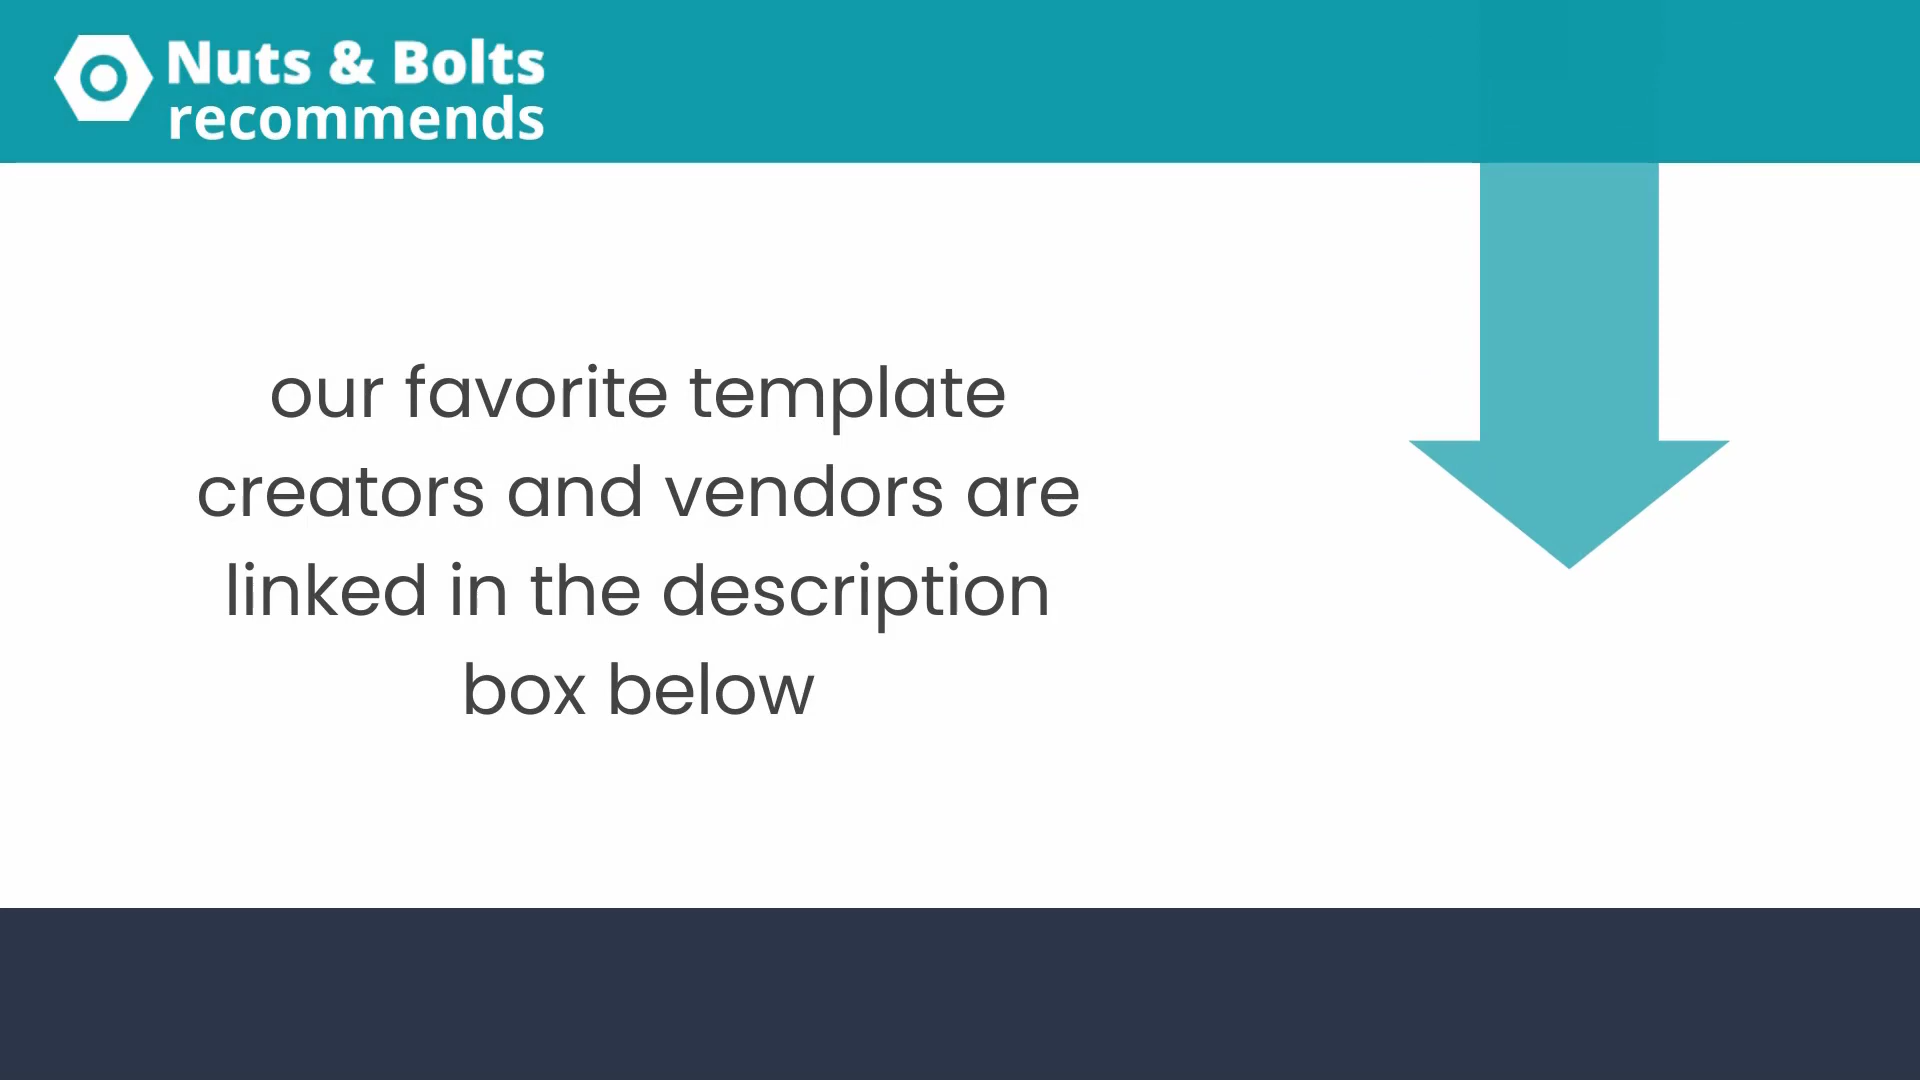 Nuts & Bolts
recommends
our favorite template
creators and vendors are
linked in the description
box below